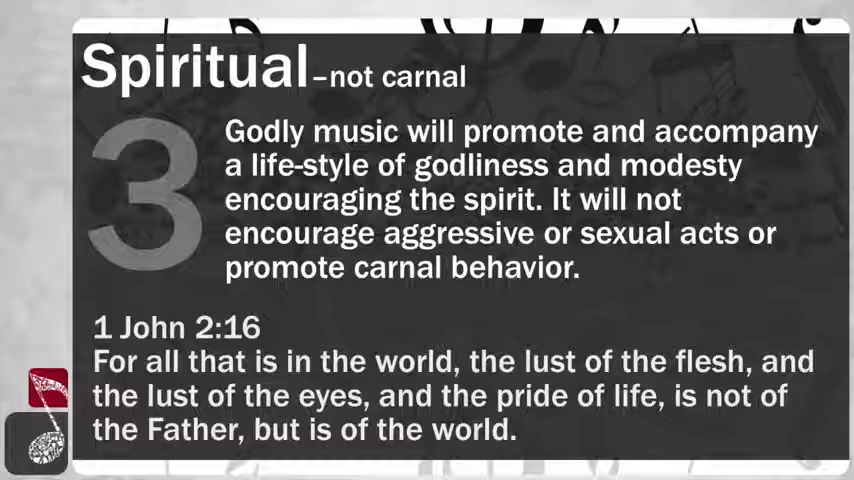 Spiritual–not carnal
3
Godly music will promote and accompany
a life-style of godliness and modesty
encouraging the spirit. It will not
encourage aggressive or sexual acts or
promote carnal behavior.
1 John 2:16
For all that is in the world, the lust of the flesh, and
the lust of the eyes, and the pride of life, is not of
the Father, but is of the world.